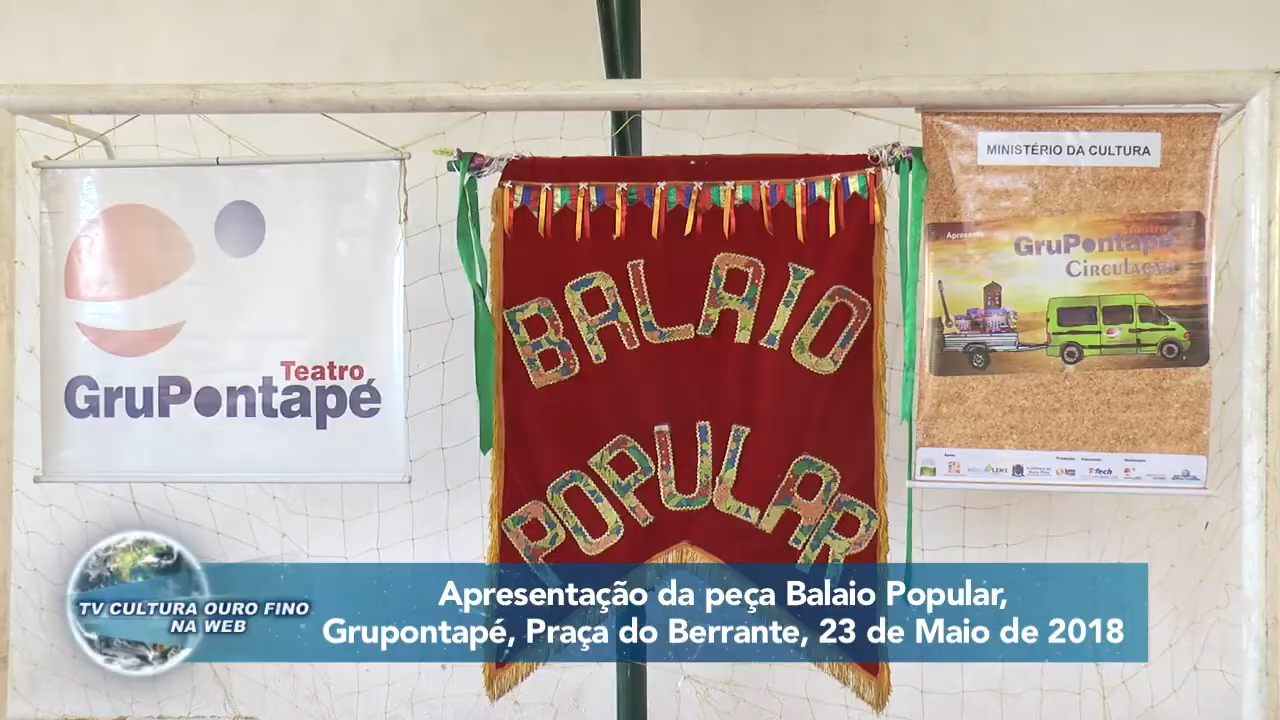 Teatro
GruPontapé
BALAIO
POPULAR
MINISTÉRIO DA CULTURA
Apresenta
Teatro
GruPontapé
CIRCULAÇÃO
TV CULTURA OURO FINO
NA WEB
Apresentação da peça Balaio Popular,
Grupontapé, Praça do Berrante, 23 de Maio de 2018